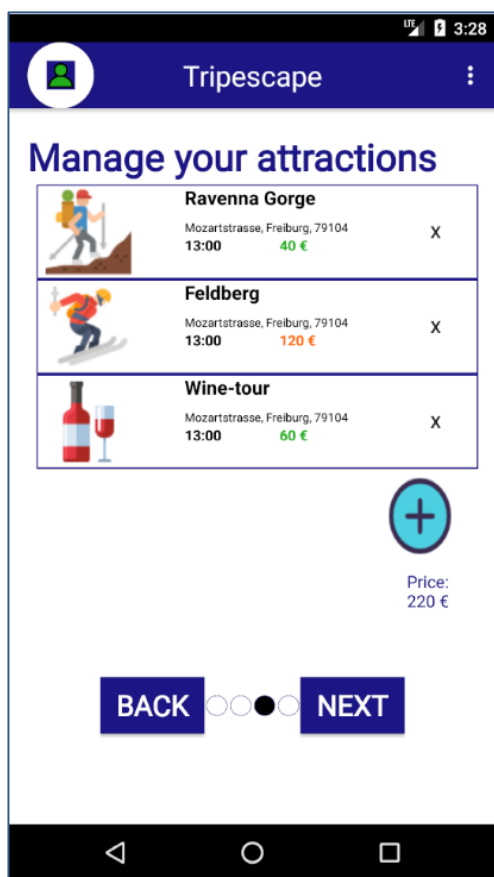 LTE 3:28
Tripescape
Manage your attractions
Ravenna Gorge
Mozartstrasse, Freiburg, 79104
13:00 40 €
X
Feldberg
Mozartstrasse, Freiburg, 79104
13:00 120 €
X
Wine-tour
Mozartstrasse, Freiburg, 79104
13:00 60 €
X
Price:
220 €
BACK NEXT